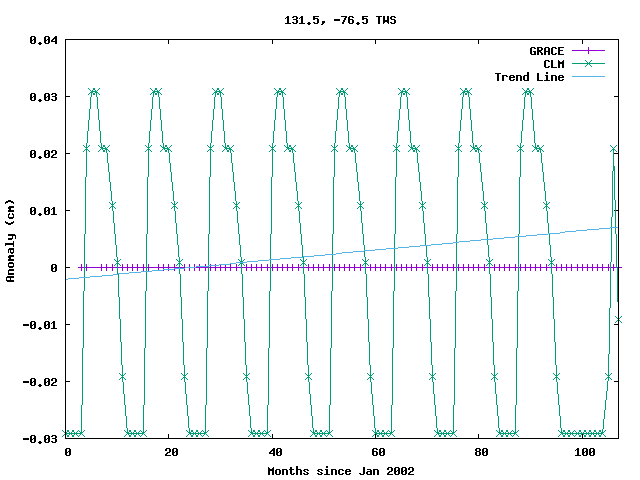 131.5, -76.5 TWS
GRACE
CLM
Trend Line
0.04
0.03
0.02
0.01
0
-0.01
-0.02
-0.03
Anomaly (cm)
0 20 40 60 80 100
Months since Jan 2002